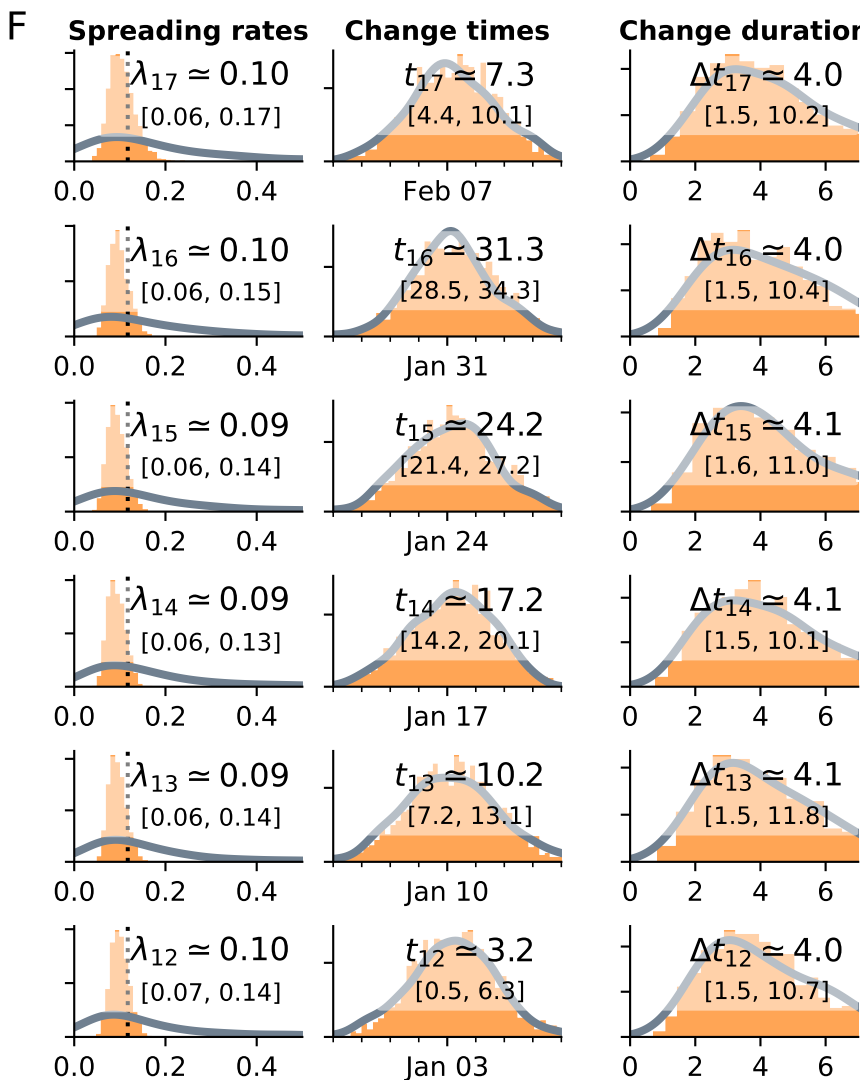 F
Spreading rates Change times Change duration
λ17 ≃ 0.10 t17 ≃ 7.3 Δt17 ≃ 4.0
[0.06, 0.17] [4.4, 10.1] [1.5, 10.2]
0.0 0.2 0.4 Feb 07 0 2 4 6
λ16 ≃ 0.10 t16 ≃ 31.3 Δt16 ≃ 4.0
[0.06, 0.15] [28.5, 34.3] [1.5, 10.4]
0.0 0.2 0.4 Jan 31 0 2 4 6
λ15 ≃ 0.09 t15 ≃ 24.2 Δt15 ≃ 4.1
[0.06, 0.14] [21.4, 27.2] [1.6, 11.0]
0.0 0.2 0.4 Jan 24 0 2 4 6
λ14 ≃ 0.09 t14 ≃ 17.2 Δt14 ≃ 4.1
[0.06, 0.13] [14.2, 20.1] [1.5, 10.1]
0.0 0.2 0.4 Jan 17 0 2 4 6
λ13 ≃ 0.09 t13 ≃ 10.2 Δt13 ≃ 4.1
[0.06, 0.14] [7.2, 13.1] [1.5, 11.8]
0.0 0.2 0.4 Jan 10 0 2 4 6
λ12 ≃ 0.10 t12 ≃ 3.2 Δt12 ≃ 4.0
[0.07, 0.14] [0.5, 6.3] [1.5, 10.7]
0.0 0.2 0.4 Jan 03 0 2 4 6